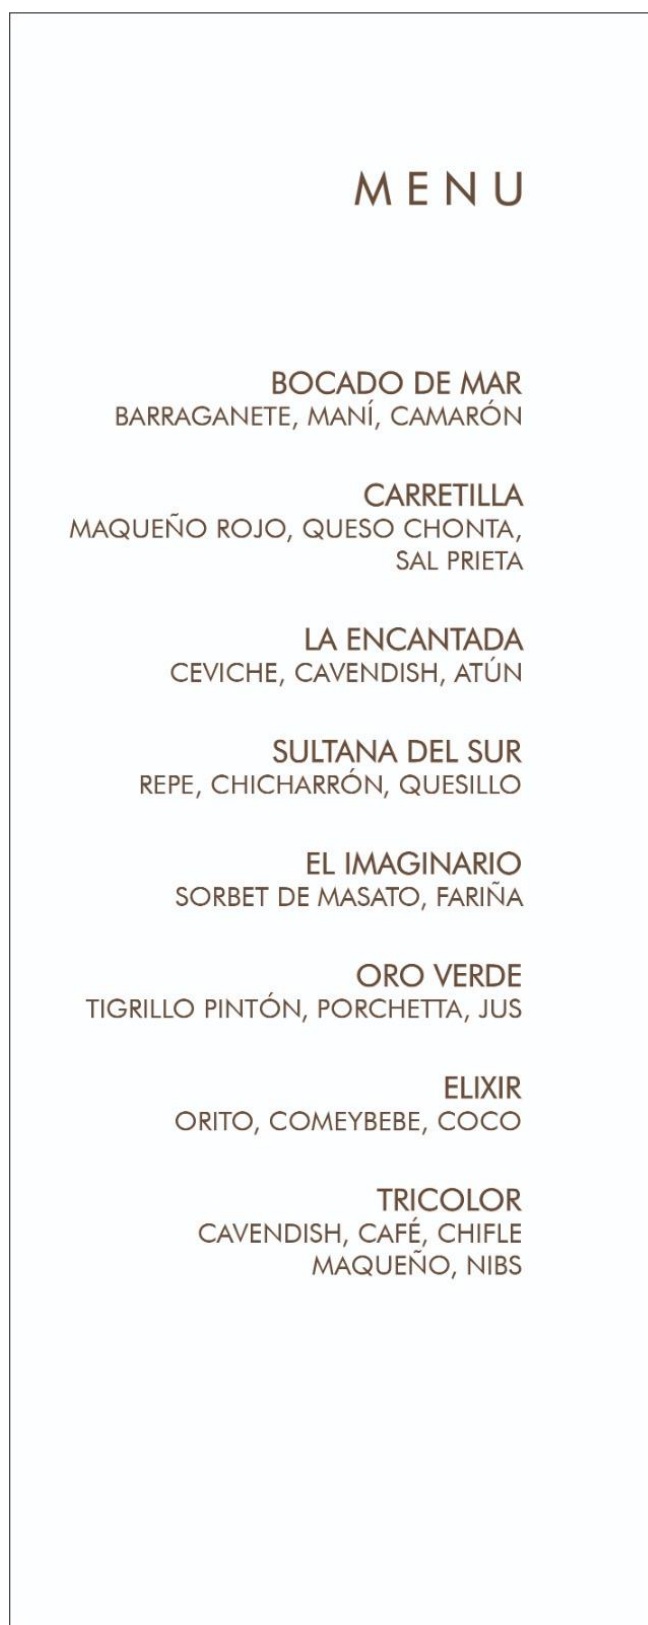 MENU
BOCADO DE MAR
BARRAGANETE, MANÍ, CAMARÓN
CARRETILLA
MAQUEÑO ROJO, QUESO CHONTA,
SAL PRIETA
LA ENCANTADA
CEVICHE, CAVENDISH, ATÚN
SULTANA DEL SUR
REPE, CHICHARRÓN, QUESILLO
EL IMAGINARIO
SORBET DE MASATO, FARIÑA
ORO VERDE
TIGRILLO PINTÓN, PORCHETTA, JUS
ELIXIR
ORITO, COMEYBEBE, COCO
TRICOLOR
CAVENDISH, CAFÉ, CHIFLE
MAQUEÑO, NIBS